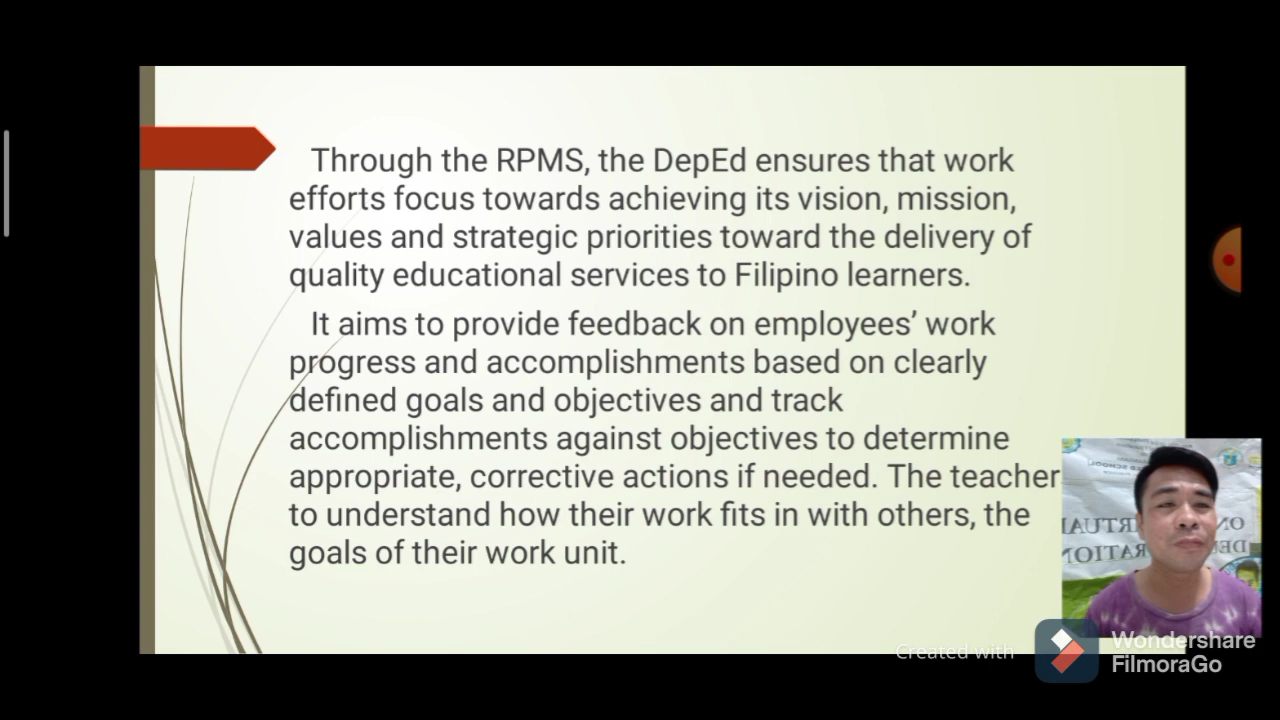 Through the RPMS, the DepEd ensures that work
efforts focus towards achieving its vision, mission,
values and strategic priorities toward the delivery of
quality educational services to Filipino learners.
It aims to provide feedback on employees’ work
progress and accomplishments based on clearly
defined goals and objectives and track
accomplishments against objectives to determine
appropriate, corrective actions if needed. The teacher
to understand how their work fits in with others, the
goals of their work unit.
Created with
Wondershare
FilmoraGo